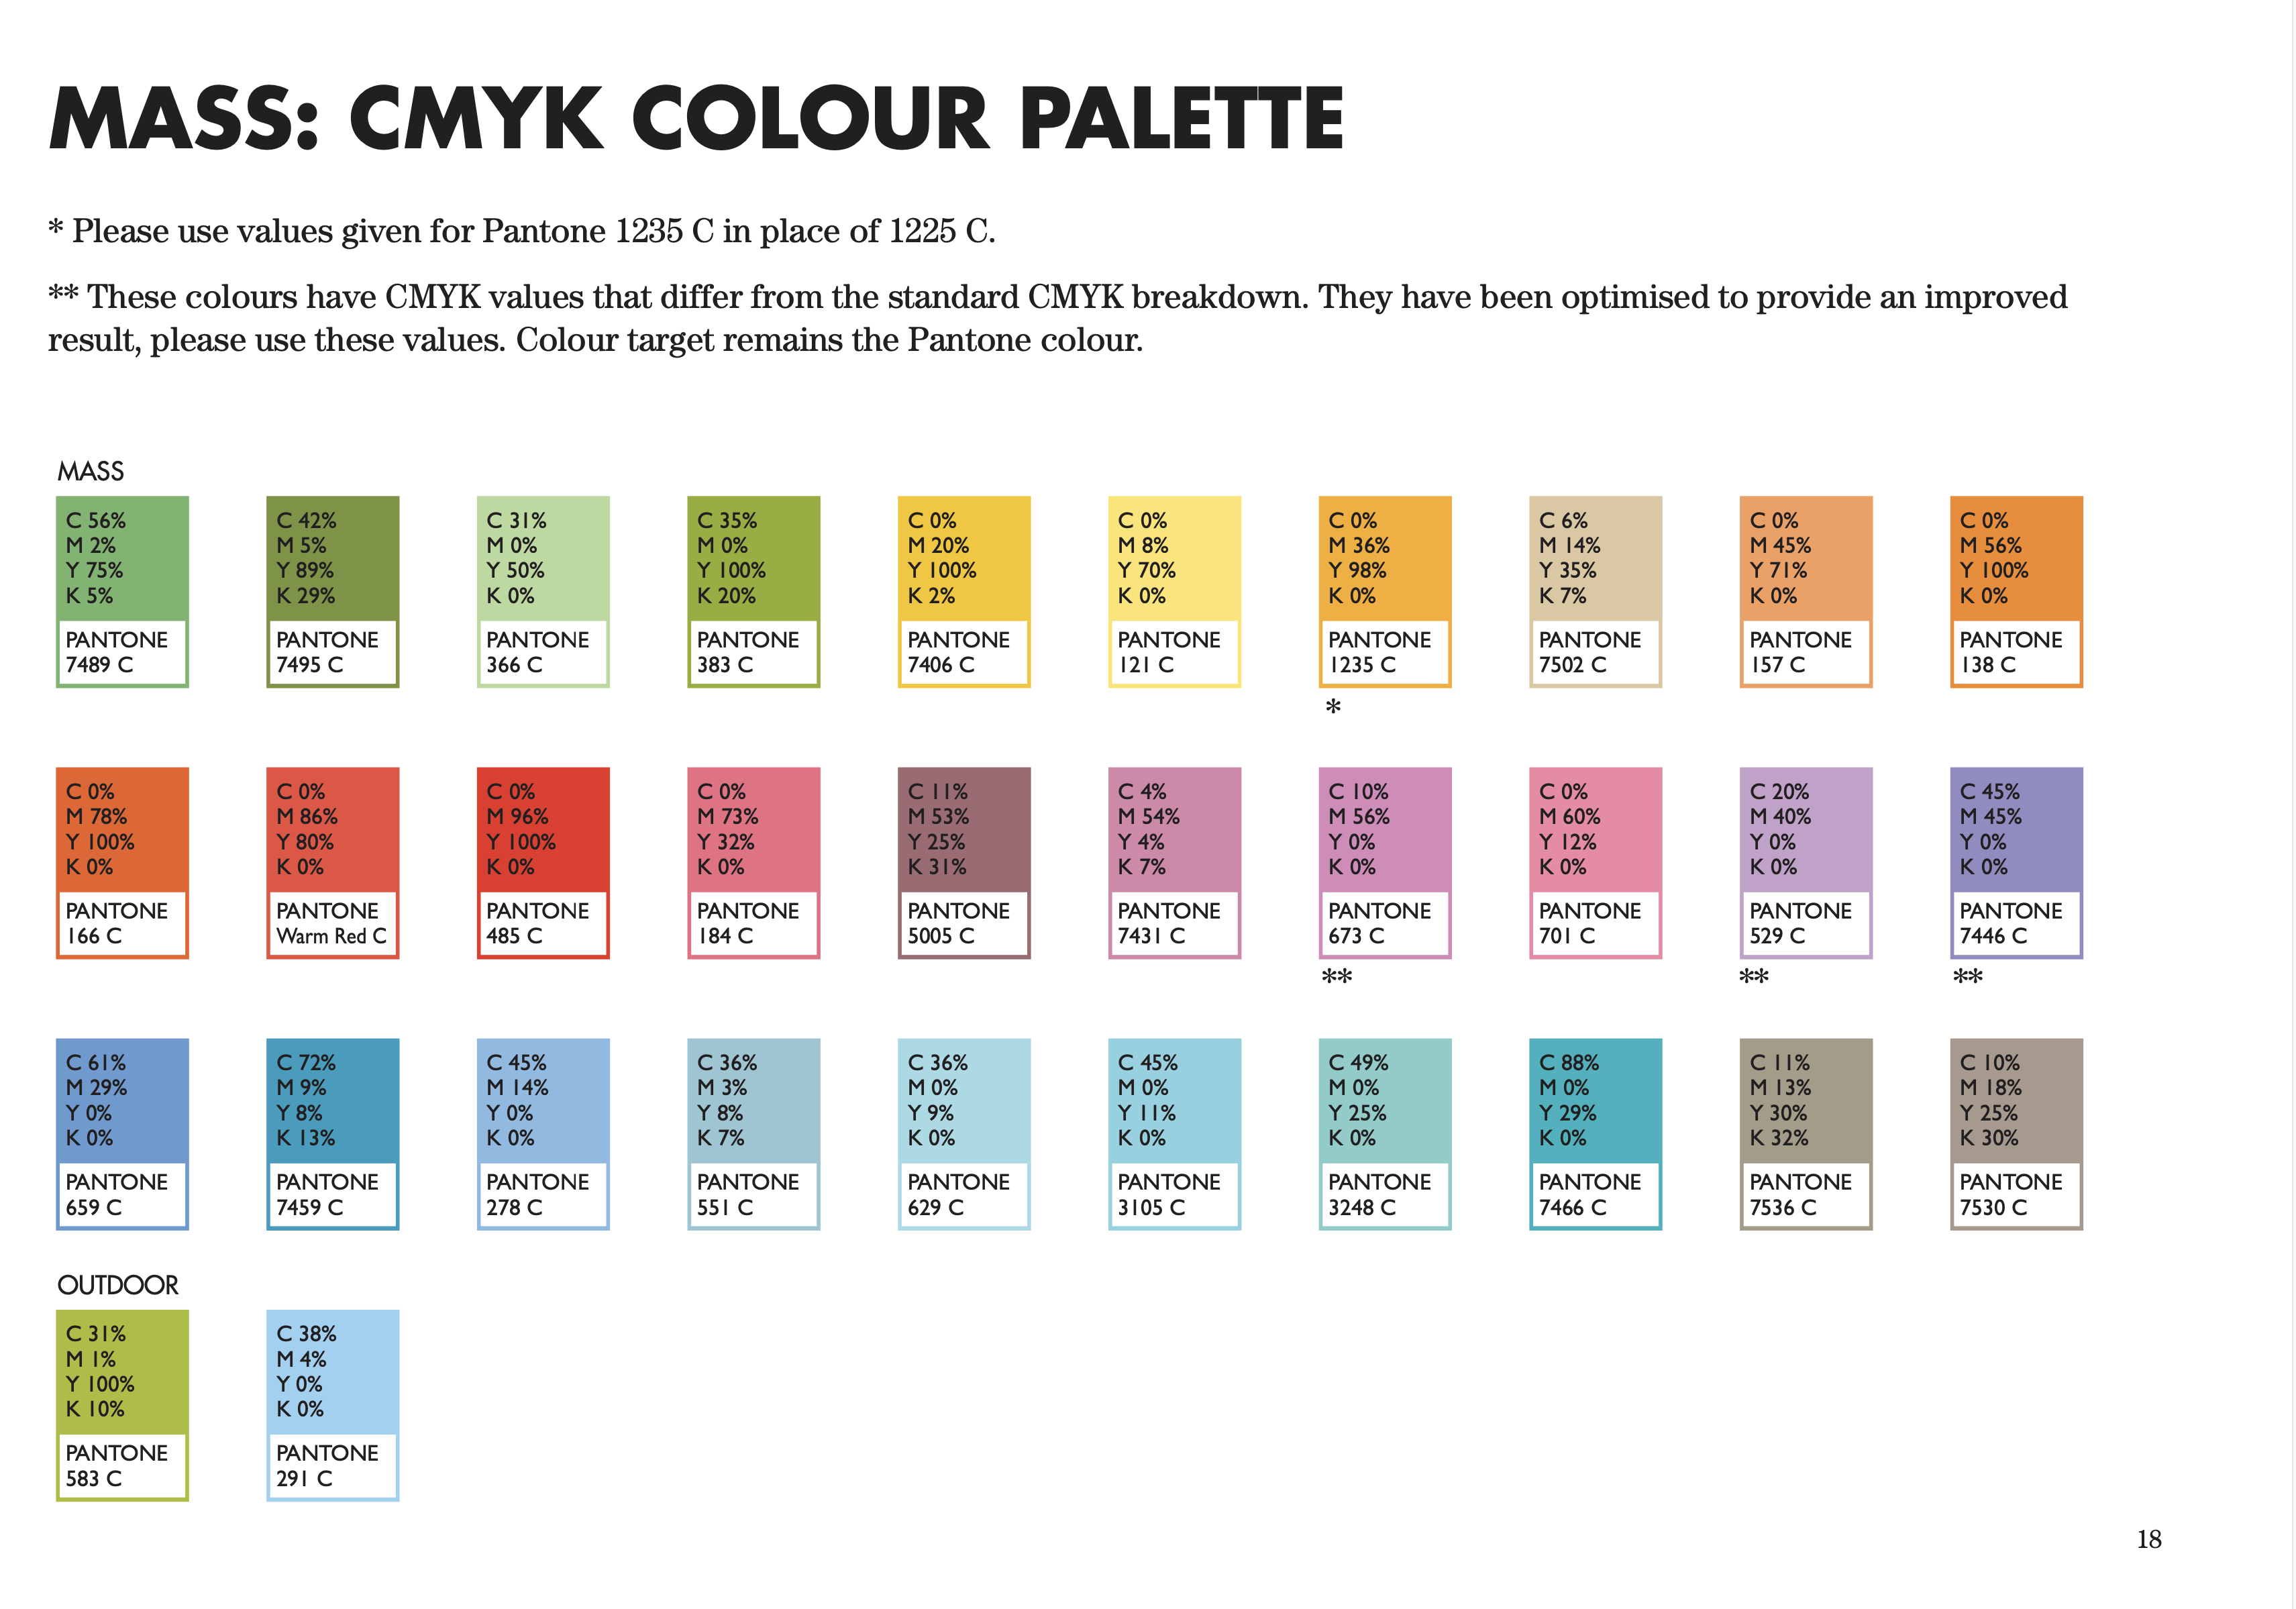 MASS: CMYK COLOUR PALETTE
* Please use values given for Pantone 1235 C in place of 1225 C.
** These colours have CMYK values that differ from the standard CMYK breakdown. They have been optimised to provide an improved
result, please use these values. Colour target remains the Pantone colour.
MASS
C 56%
M 2%
Y 75%
K 5%
PANTONE
7489 C
C 42%
M 5%
Y 89%
K 29%
PANTONE
7495 C
C 31%
M 0%
Y 50%
K 0%
PANTONE
366 C
C 35%
M 0%
Y 100%
K 20%
PANTONE
383 C
C 0%
M 20%
Y 100%
K 2%
PANTONE
7406 C
C 0%
M 8%
Y 70%
K 0%
PANTONE
121 C
C 0%
M 36%
Y 98%
K 0%
PANTONE
1235 C
*
C 6%
M 14%
Y 35%
K 7%
PANTONE
7502 C
C 0%
M 45%
Y 71%
K 0%
PANTONE
157 C
C 0%
M 56%
Y 100%
K 0%
PANTONE
138 C
C 0%
M 78%
Y 100%
K 0%
PANTONE
166 C
C 0%
M 86%
Y 80%
K 0%
PANTONE
Warm Red C
C 0%
M 96%
Y 100%
K 0%
PANTONE
485 C
C 0%
M 73%
Y 32%
K 0%
PANTONE
184 C
C 11%
M 53%
Y 25%
K 31%
PANTONE
5005 C
C 4%
M 54%
Y 4%
K 7%
PANTONE
7431 C
C 10%
M 56%
Y 0%
K 0%
PANTONE
673 C
**
C 0%
M 60%
Y 12%
K 0%
PANTONE
701 C
C 20%
M 40%
Y 0%
K 0%
PANTONE
529 C
**
C 45%
M 45%
Y 0%
K 0%
PANTONE
7446 C
**
C 61%
M 29%
Y 0%
K 0%
PANTONE
659 C
C 72%
M 9%
Y 8%
K 13%
PANTONE
7459 C
C 45%
M 14%
Y 0%
K 0%
PANTONE
278 C
C 36%
M 3%
Y 8%
K 7%
PANTONE
551 C
C 36%
M 0%
Y 9%
K 0%
PANTONE
629 C
C 45%
M 0%
Y 11%
K 0%
PANTONE
3105 C
C 49%
M 0%
Y 25%
K 0%
PANTONE
3248 C
C 88%
M 0%
Y 29%
K 0%
PANTONE
7466 C
C 11%
M 13%
Y 30%
K 32%
PANTONE
7536 C
C 10%
M 18%
Y 25%
K 30%
PANTONE
7530 C
OUTDOOR
C 31%
M 1%
Y 100%
K 10%
PANTONE
583 C
C 38%
M 4%
Y 0%
K 0%
PANTONE
291 C
18